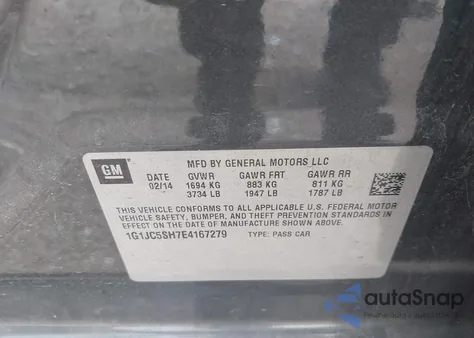 GM
MFD BY GENERAL MOTORS LLC
DATE GVWR GAWR FRT GAWR RR
02/14 1694 KG 883 KG 811 KG
3734 LB 1947 LB 1787 LB
THIS VEHICLE CONFORMS TO ALL APPLICABLE U.S. FEDERAL MOTOR
VEHICLE SAFETY, BUMPER, AND THEFT PREVENTION STANDARDS IN
EFFECT ON THE DATE OF MANUFACTURE SHOWN ABOVE.
1G1JC5SH7E4167279 TYPE: PASS CAR
autaSnap